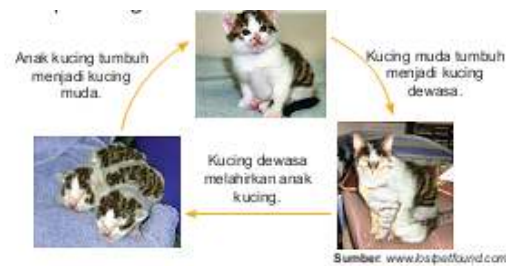 Anak kucing tumbuh
menjadi kucing
muda.
Kucing muda tumbuh
menjadi kucing
dewasa.
Kucing dewasa
melahirkan anak
kucing.
Sumber: www.lostpetfound.com